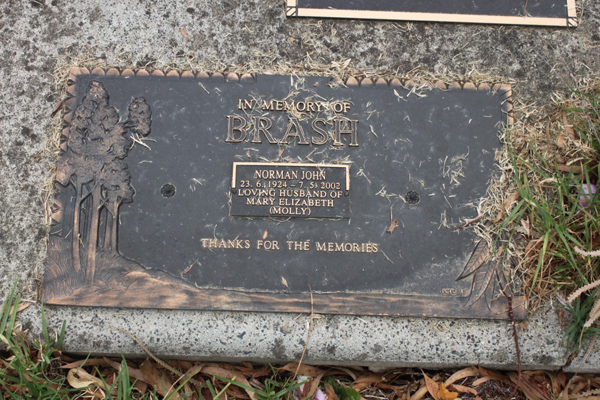 IN MEMORY OF
BRASH
NORMAN JOHN
23.6.1924 - 7.5.2002
LOVING HUSBAND OF
MARY ELIZABETH
(MOLLY)
THANKS FOR THE MEMORIES